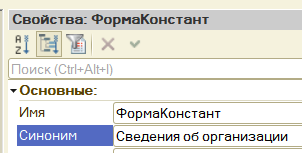 Свойства: ФормаКонстант
Поиск (Ctrl+Alt+I)
Основные:
Имя ФормаКонстант
Синоним Сведения об организации